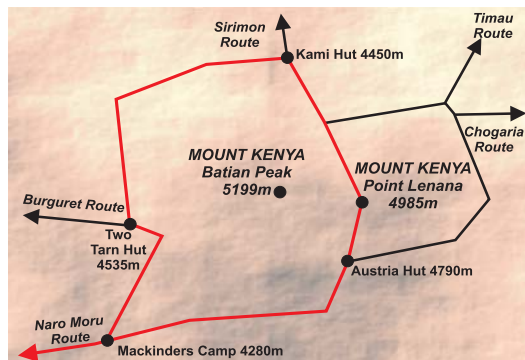 Sirimon
Route
Timau
Route
Kami Hut 4450m
Chogaria
Route
MOUNT KENYA
Batian Peak
5199m
MOUNT KENYA
Point Lenana
4985m
Burguret Route
Two
Tarn Hut
4535m
Austria Hut 4790m
Naro Moru
Route
Mackinders Camp 4280m